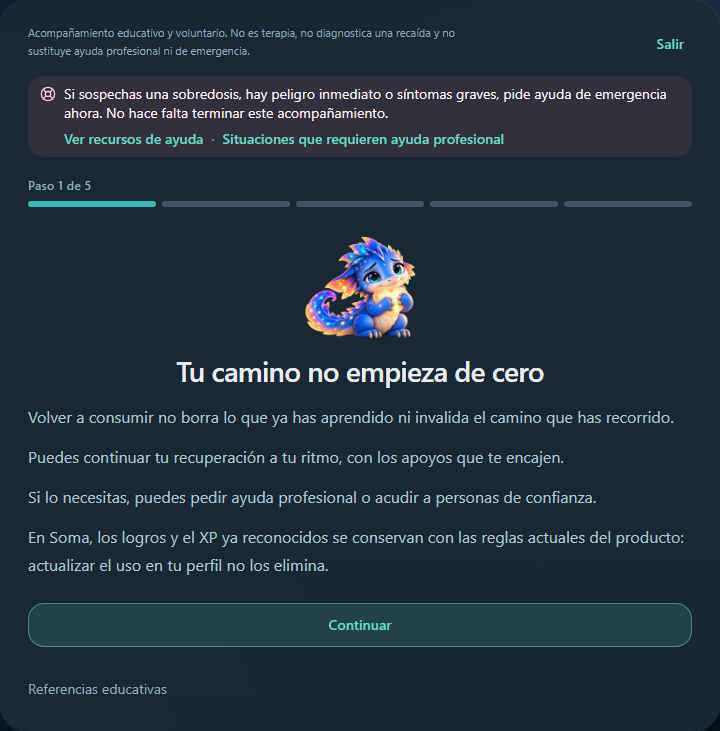 Acompañamiento educativo y voluntario. No es terapia, no diagnostica una recaída y no
sustituye ayuda profesional ni de emergencia.
Salir
Si sospechas una sobredosis, hay peligro inmediato o síntomas graves, pide ayuda de emergencia
ahora. No hace falta terminar este acompañamiento.
Ver recursos de ayuda · Situaciones que requieren ayuda profesional
Paso 1 de 5
Tu camino no empieza de cero
Volver a consumir no borra lo que ya has aprendido ni invalida el camino que has recorrido.
Puedes continuar tu recuperación a tu ritmo, con los apoyos que te encajen.
Si lo necesitas, puedes pedir ayuda profesional o acudir a personas de confianza.
En Soma, los logros y el XP ya reconocidos se conservan con las reglas actuales del producto:
actualizar el uso en tu perfil no los elimina.
Continuar
Referencias educativas